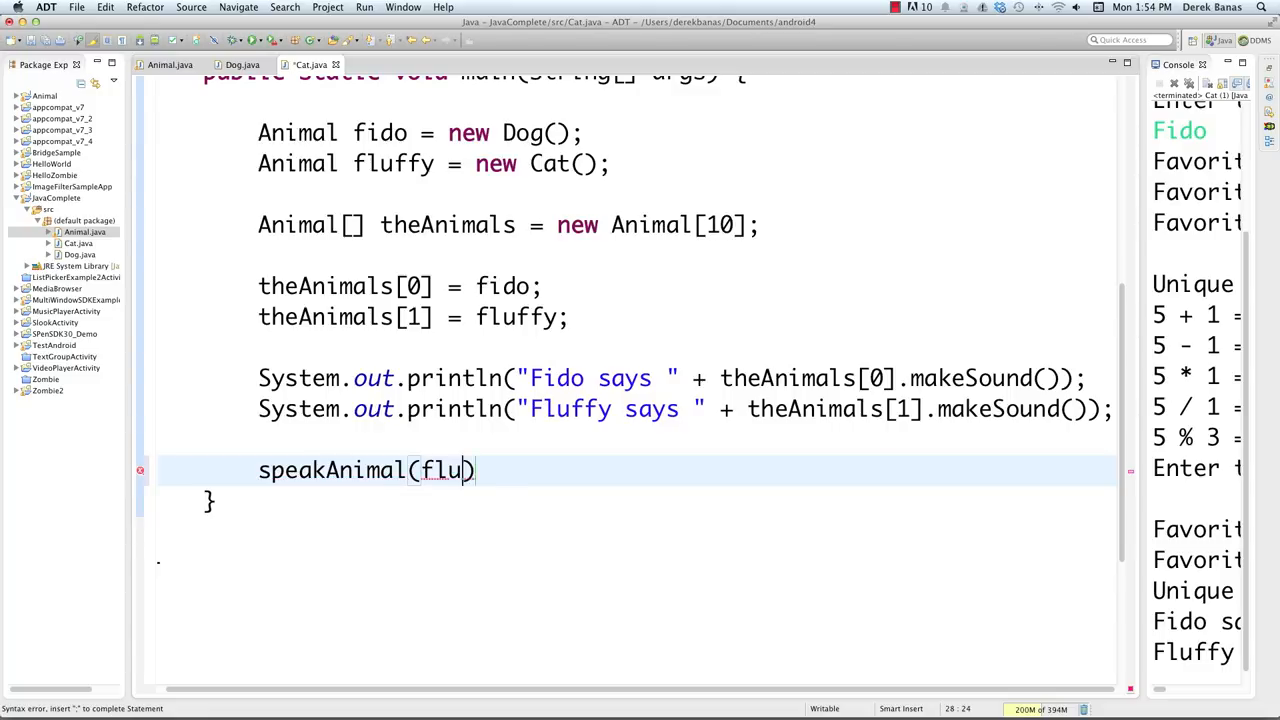 ADT File Edit Refactor Source Navigate Search Project Run Window Help 10 Mon 1:54 PM Derek Banas
Java - JavaComplete/src/Cat.java - ADT - /Users/derekbanas/Documents/android4
Quick Access Java DDMS
Package Exp
Animal
appcompat_v7
appcompat_v7_2
appcompat_v7_3
appcompat_v7_4
BridgeSample
HelloWorld
HelloZombie
ImageFilterSampleApp
JavaComplete
src
(default package)
Animal.java
Cat.java
Dog.java
JRE System Library [Ja
ListPickerExample2Activi
MediaBrowser
MultiWindowSDKExample
MusicPlayerActivity
SlookActivity
SPenSDK30_Demo
TestAndroid
TextGroupActivity
VideoPlayerActivity
Zombie
Zombie2
Animal.java Dog.java *Cat.java
public static void main(String[] args) {
Animal fido = new Dog();
Animal fluffy = new Cat();
Animal[] theAnimals = new Animal[10];
theAnimals[0] = fido;
theAnimals[1] = fluffy;
System.out.println("Fido says " + theAnimals[0].makeSound());
System.out.println("Fluffy says " + theAnimals[1].makeSound());
speakAnimal(flu)
}
Console
<terminated> Cat (1) [Java
Enter
Fido
Favorit
Favorit
Favorit
Unique
5 + 1 =
5 - 1 =
5 * 1 =
5 / 1 =
5 % 3 =
Enter t
Favorit
Favorit
Unique
Fido sa
Fluffy
Syntax error, insert ";" to complete Statement Writable Smart Insert 28 : 24 200M of 394M